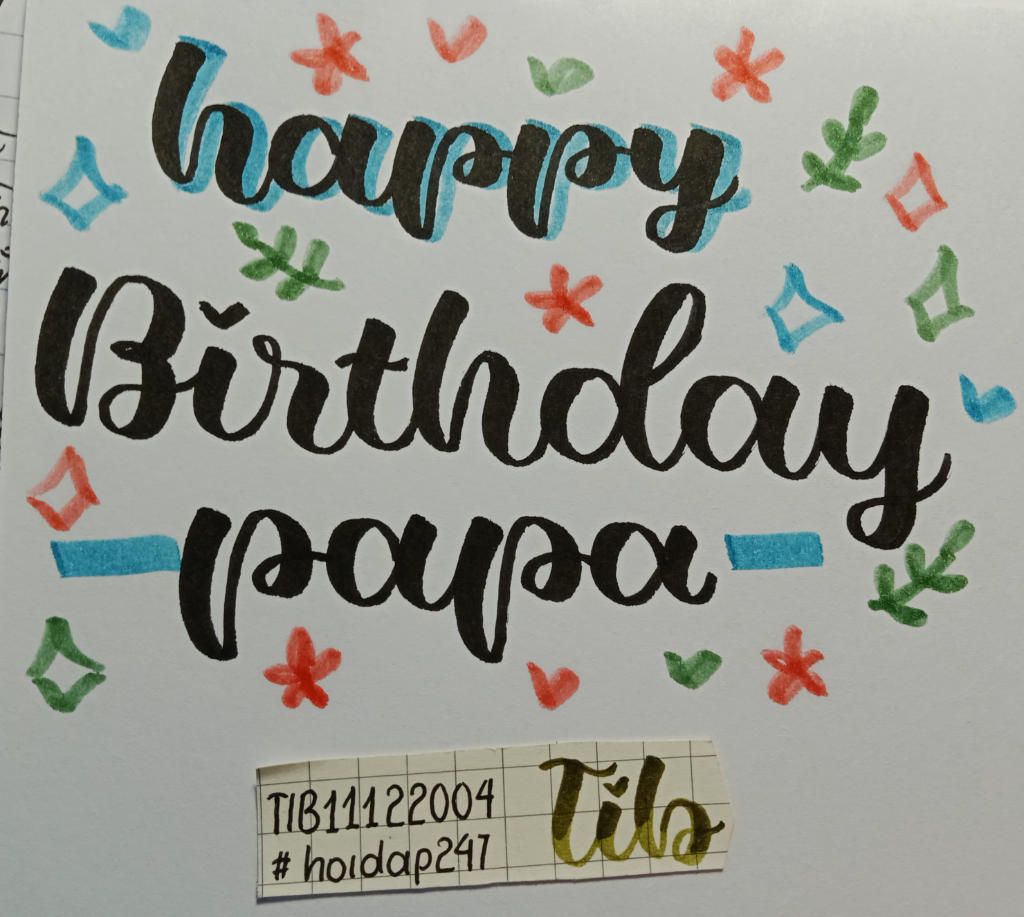 happy
Birthday
papa
TIB11122004
# hoidap247
Tib